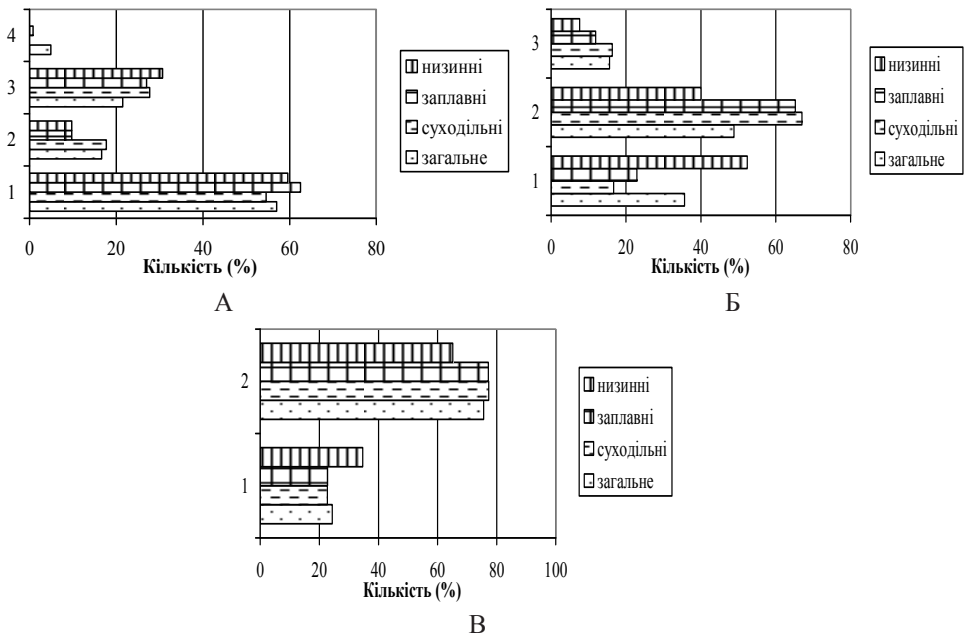 4
3
2
1
0 20 40 60 80
Кількість (%)
низинні
заплавні
суходільні
загальне
А
3
2
1
0 20 40 60 80
Кількість (%)
низинні
заплавні
суходільні
загальне
Б
2
1
0 20 40 60 80 100
Кількість (%)
низинні
заплавні
суходільні
загальне
В